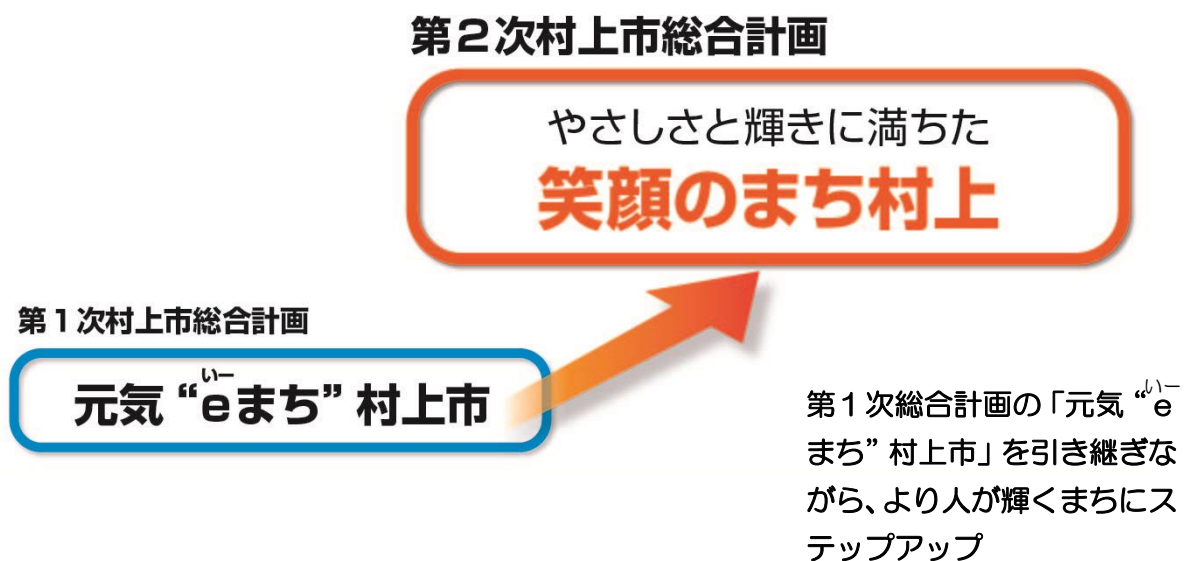 第２次村上市総合計画
やさしさと輝きに満ちた
笑顔のまち村上
第１次村上市総合計画
いー
元気“eまち”村上市
いー
第１次総合計画の「元気“e
まち”村上市」を引き継ぎな
がら、より人が輝くまちにス
テップアップ